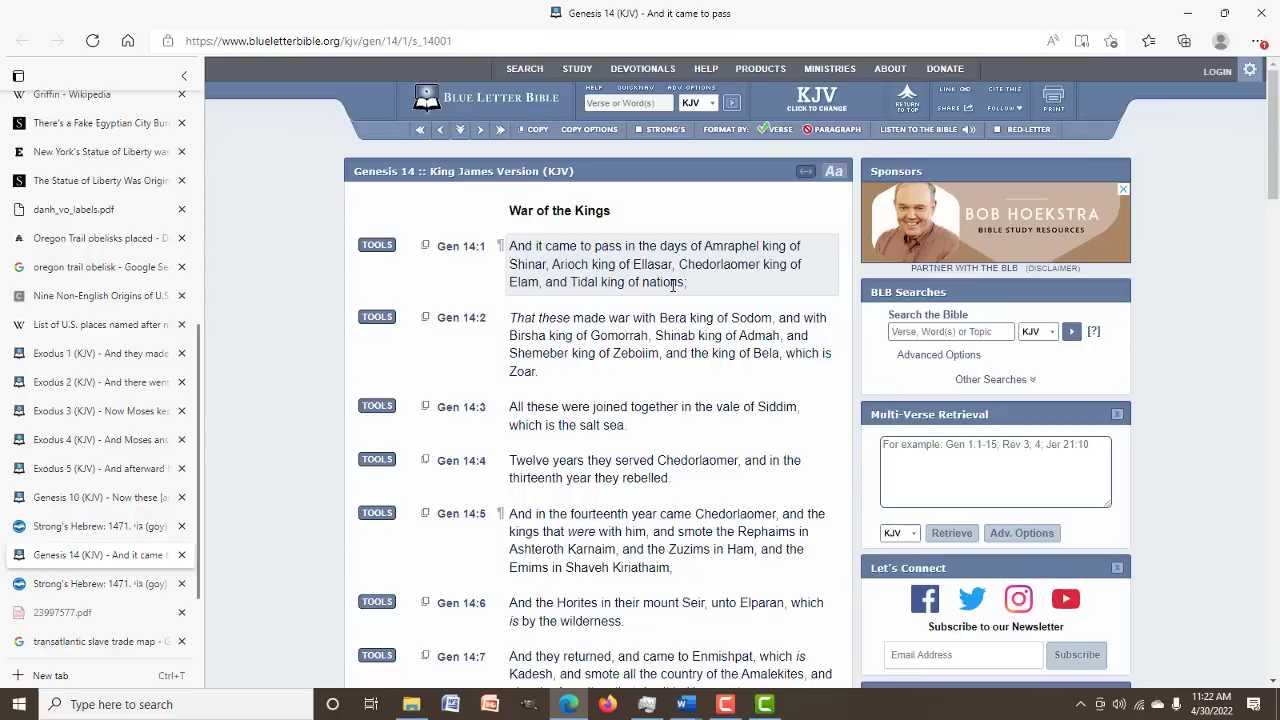 Genesis 14 (KJV) - And it came to pass
https://www.blueletterbible.org/kjv/gen/14/1/s_14001
Griffin - Wikipedia
There's a Fake Egyptian City Bur
New York's Statue of Liberty was
The Statue of Liberty Was Origin
danh_vo_labels.pdf
Oregon Trail obelisks placed - D
oregon trail obelisk - Google Se
Nine Non-English Origins of U.S
List of U.S. places named after n
Exodus 1 (KJV) - And they made
Exodus 2 (KJV) - And there went
Exodus 3 (KJV) - Now Moses kep
Exodus 4 (KJV) - And Moses ans
Exodus 5 (KJV) - And afterward
Genesis 10 (KJV) - Now these [a
Strong's Hebrew: 1471. גּוֹי (goy)
Genesis 14 (KJV) - And it came t
Strong's Hebrew: 1471. גּוֹי (goy)
23997577.pdf
transatlantic slave trade map - G
New tab Ctrl+T
SEARCH STUDY DEVOTIONALS HELP PRODUCTS MINISTRIES ABOUT DONATE
LOGIN
BLUE LETTER BIBLE
HELP QUICKNAV ADV. OPTIONS
Verse or Word(s) KJV
KJV
CLICK TO CHANGE
RETURN
TO TOP
LINK CITE THIS
SHARE FOLLOW
PRINT
COPY COPY OPTIONS STRONG'S FORMAT BY: VERSE PARAGRAPH LISTEN TO THE BIBLE RED-LETTER
Genesis 14 :: King James Version (KJV) Aa
War of the Kings
TOOLS Gen 14:1 ¶ And it came to pass in the days of Amraphel king of
Shinar, Arioch king of Ellasar, Chedorlaomer king of
Elam, and Tidal king of nations;
TOOLS Gen 14:2 That these made war with Bera king of Sodom, and with
Birsha king of Gomorrah, Shinab king of Admah, and
Shemeber king of Zeboiim, and the king of Bela, which is
Zoar.
TOOLS Gen 14:3 All these were joined together in the vale of Siddim,
which is the salt sea.
TOOLS Gen 14:4 Twelve years they served Chedorlaomer, and in the
thirteenth year they rebelled.
TOOLS Gen 14:5 ¶ And in the fourteenth year came Chedorlaomer, and the
kings that were with him, and smote the Rephaims in
Ashteroth Karnaim, and the Zuzims in Ham, and the
Emims in Shaveh Kiriathaim,
TOOLS Gen 14:6 And the Horites in their mount Seir, unto Elparan, which
is by the wilderness.
TOOLS Gen 14:7 And they returned, and came to Enmishpat, which is
Kadesh, and smote all the country of the Amalekites, and
Sponsors
BOB HOEKSTRA
BIBLE STUDY RESOURCES
PARTNER WITH THE BLB (DISCLAIMER)
BLB Searches
Search the Bible
Verse, Word(s) or Topic KJV [?]
Advanced Options
Other Searches
Multi-Verse Retrieval
For example: Gen 1:1-15; Rev 3; 4; Jer 21:10
KJV Retrieve Adv. Options
Let's Connect
Subscribe to our Newsletter
Email Address Subscribe
Type here to search
11:22 AM
4/30/2022